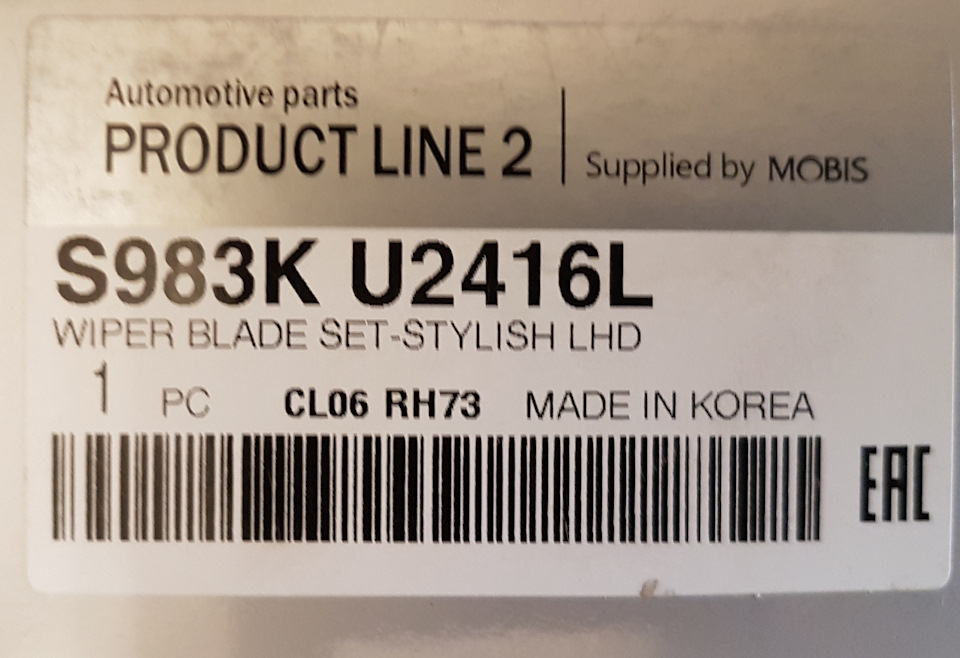 Automotive parts
PRODUCT LINE 2
Supplied by MOBIS
S983K U2416L
WIPER BLADE SET-STYLISH LHD
1 PC CL06 RH73 MADE IN KOREA
EAC